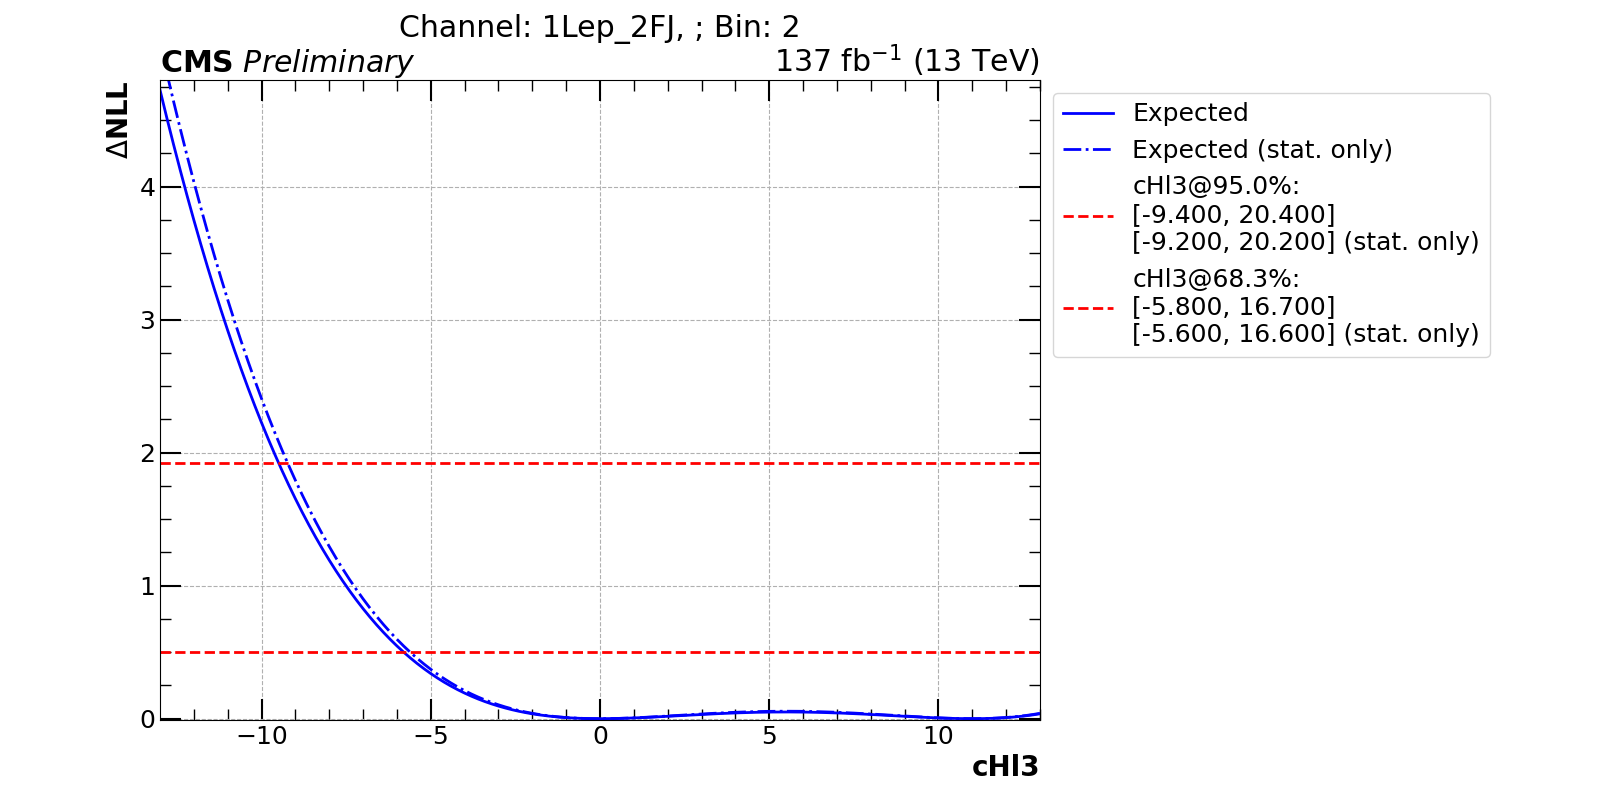 Channel: 1Lep_2FJ, ; Bin: 2
CMS Preliminary
137 fb⁻¹ (13 TeV)
ΔNLL
4
3
2
1
0
−10
−5
0
5
10
cHl3
Expected
Expected (stat. only)
cHl3@95.0%:
[-9.400, 20.400]
[-9.200, 20.200] (stat. only)
cHl3@68.3%:
[-5.800, 16.700]
[-5.600, 16.600] (stat. only)